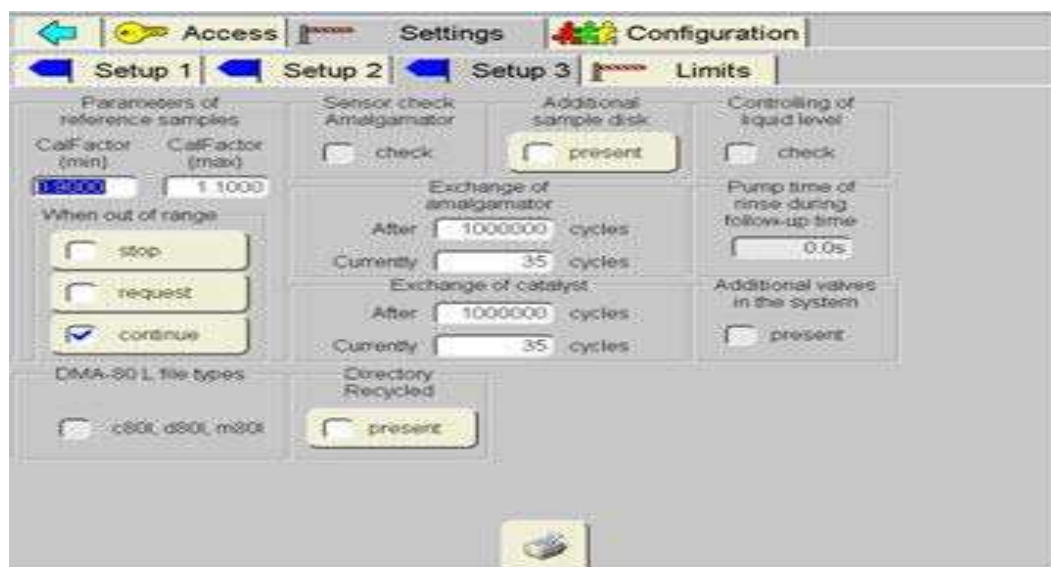 Access Settings Configuration
Setup 1 Setup 2 Setup 3 Limits
Parameters of
reference samples
CalFactor
(min)
CalFactor
(max)
0.9000 1.1000
When out of range
stop
request
continue
Sensor check
Amalgamator
check
Additional
sample disk
present
Controlling of
liquid level
check
Exchange of
amalgamator
After 1000000 cycles
Currently 35 cycles
Pump time of
rinse during
follow-up time
0.0s
Exchange of catalyst
After 1000000 cycles
Currently 35 cycles
Additional valves
in the system
present
DMA-80 L file types
c80l, d80l, m80l
Directory
Recycled
present